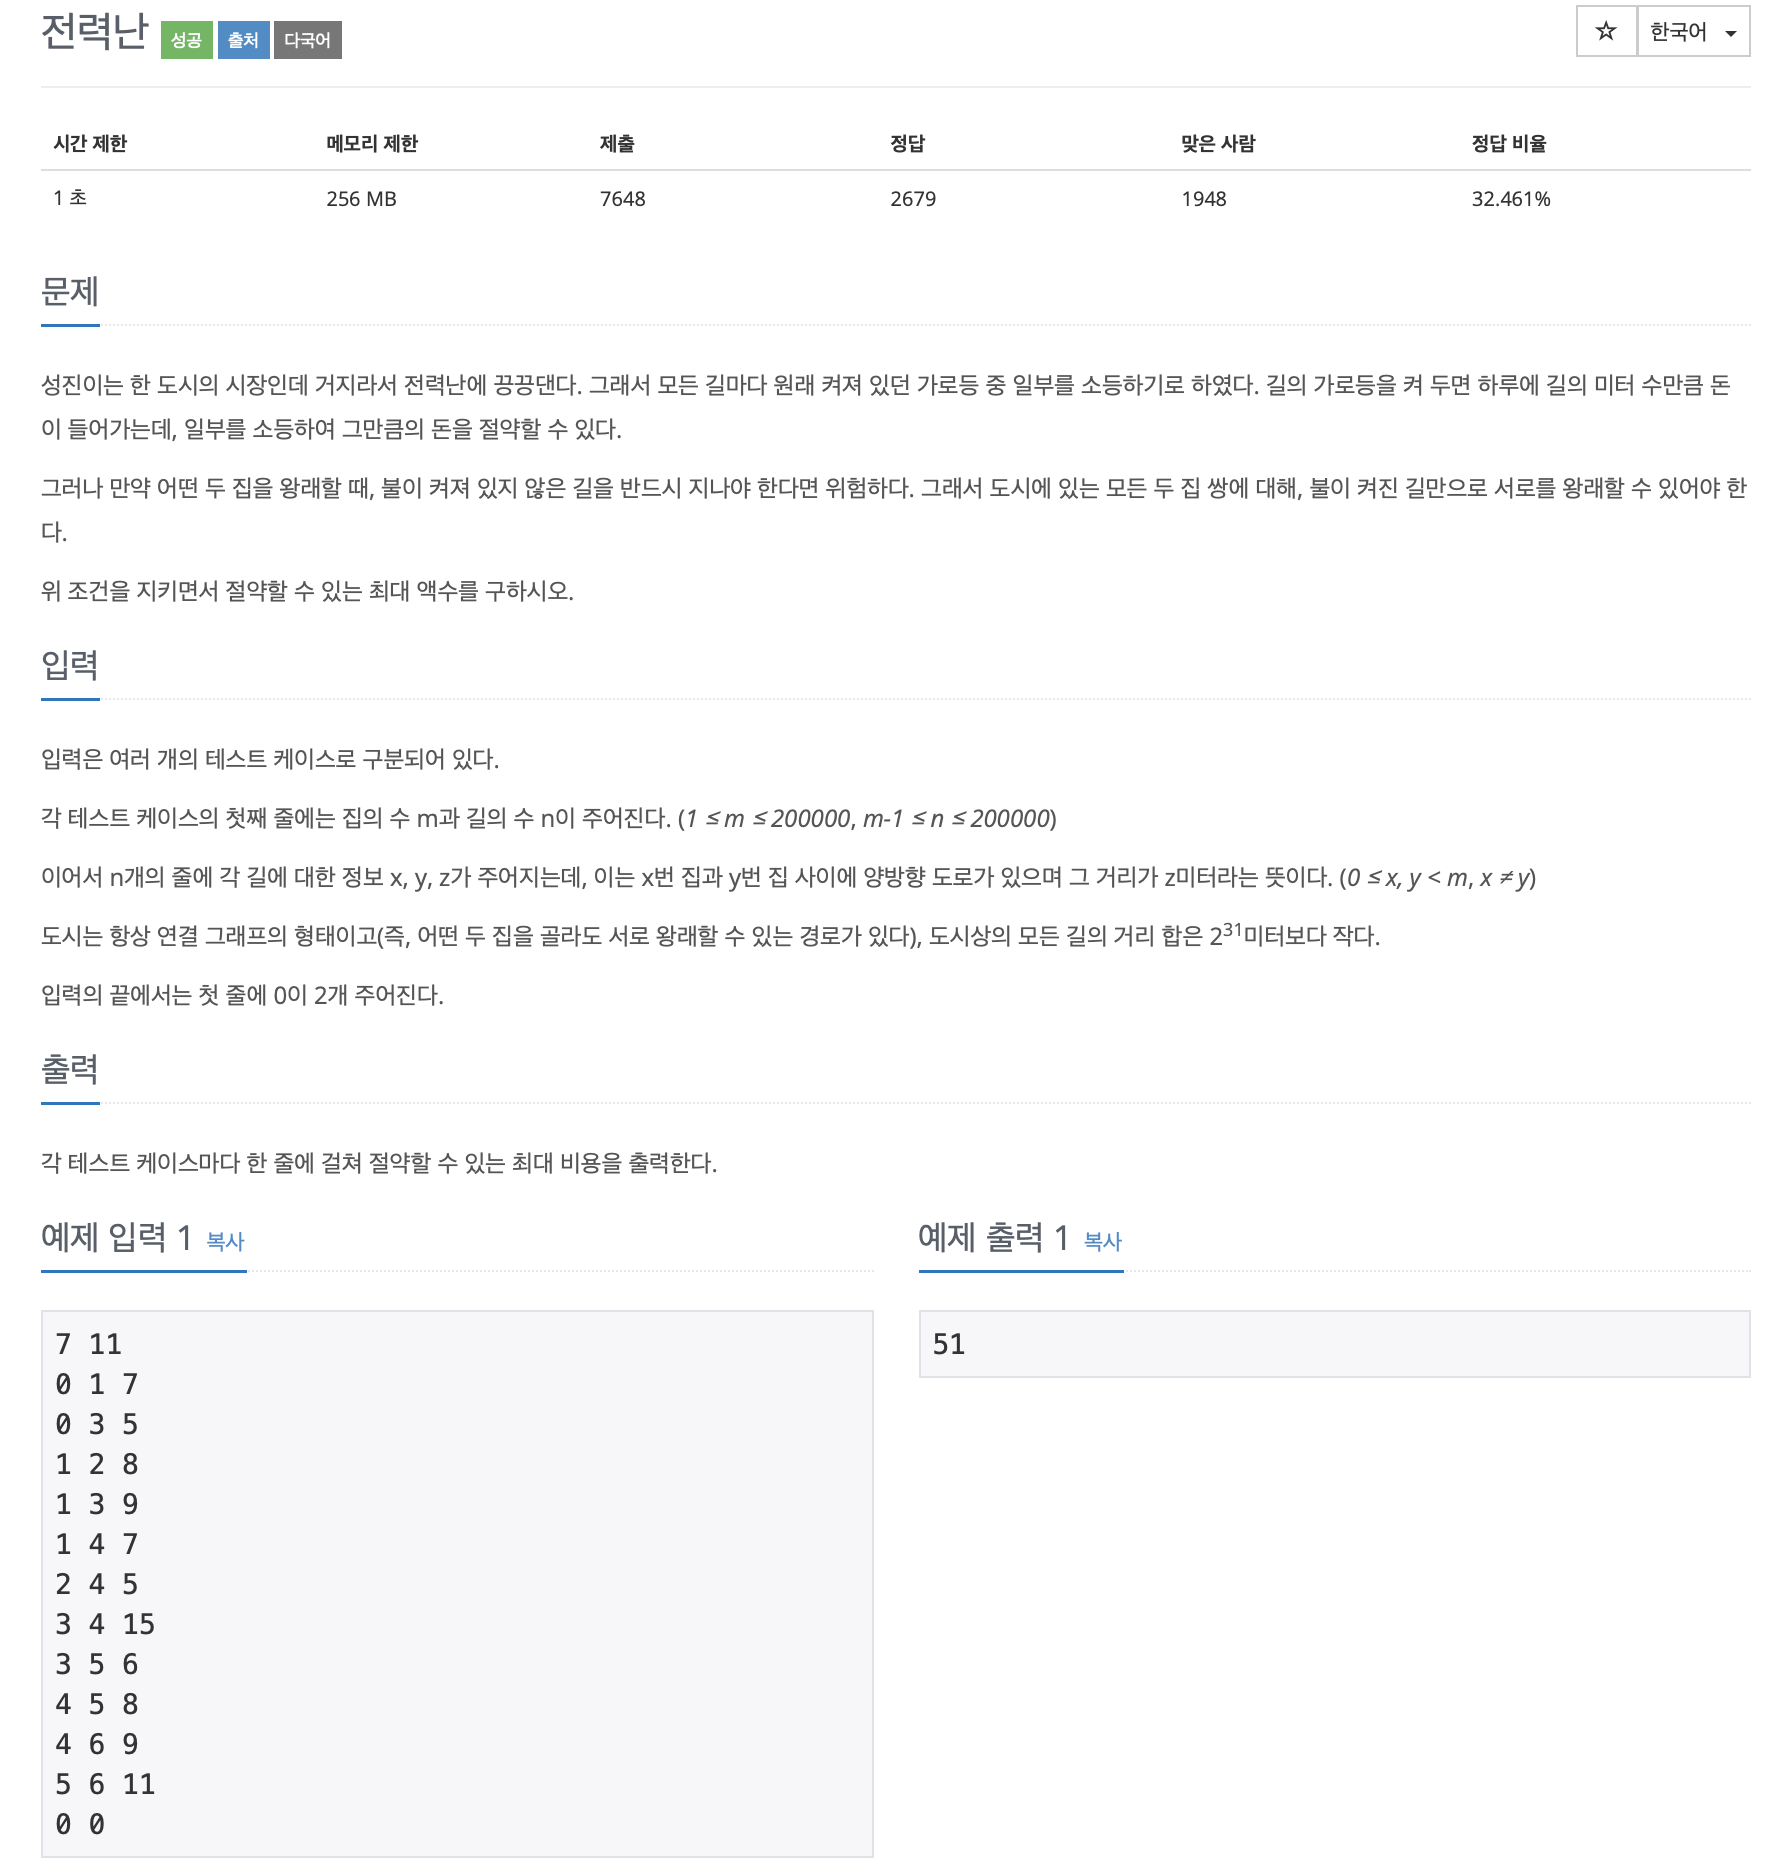 전력난 성공 출처 다국어
☆ 한국어
시간 제한 메모리 제한 제출 정답 맞은 사람 정답 비율
1 초 256 MB 7648 2679 1948 32.461%
문제
성진이는 한 도시의 시장인데 거지라서 전력난에 끙끙댄다. 그래서 모든 길마다 원래 켜져 있던 가로등 중 일부를 소등하기로 하였다. 길의 가로등을 켜 두면 하루에 길의 미터 수만큼 돈
이 들어가는데, 일부를 소등하여 그만큼의 돈을 절약할 수 있다.
그러나 만약 어떤 두 집을 왕래할 때, 불이 켜져 있지 않은 길을 반드시 지나야 한다면 위험하다. 그래서 도시에 있는 모든 두 집 쌍에 대해, 불이 켜진 길만으로 서로를 왕래할 수 있어야 한
다.
위 조건을 지키면서 절약할 수 있는 최대 액수를 구하시오.
입력
입력은 여러 개의 테스트 케이스로 구분되어 있다.
각 테스트 케이스의 첫째 줄에는 집의 수 m과 길의 수 n이 주어진다. (1 ≤ m ≤ 200000, m-1 ≤ n ≤ 200000)
이어서 n개의 줄에 각 길에 대한 정보 x, y, z가 주어지는데, 이는 x번 집과 y번 집 사이에 양방향 도로가 있으며 그 거리가 z미터라는 뜻이다. (0 ≤ x, y < m, x ≠ y)
도시는 항상 연결 그래프의 형태이고(즉, 어떤 두 집을 골라도 서로 왕래할 수 있는 경로가 있다), 도시상의 모든 길의 거리 합은 2³¹미터보다 작다.
입력의 끝에서는 첫 줄에 0이 2개 주어진다.
출력
각 테스트 케이스마다 한 줄에 걸쳐 절약할 수 있는 최대 비용을 출력한다.
예제 입력 1 복사
7 11
0 1 7
0 3 5
1 2 8
1 3 9
1 4 7
2 4 5
3 4 15
3 5 6
4 5 8
4 6 9
5 6 11
0 0
예제 출력 1 복사
51